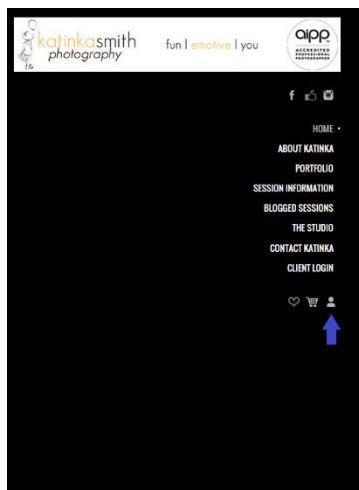 katinkasmith
photography
fun | emotive | you
aipp
ACCREDITED
PROFESSIONAL
PHOTOGRAPHER
HOME
ABOUT KATINKA
PORTFOLIO
SESSION INFORMATION
BLOGGED SESSIONS
THE STUDIO
CONTACT KATINKA
CLIENT LOGIN